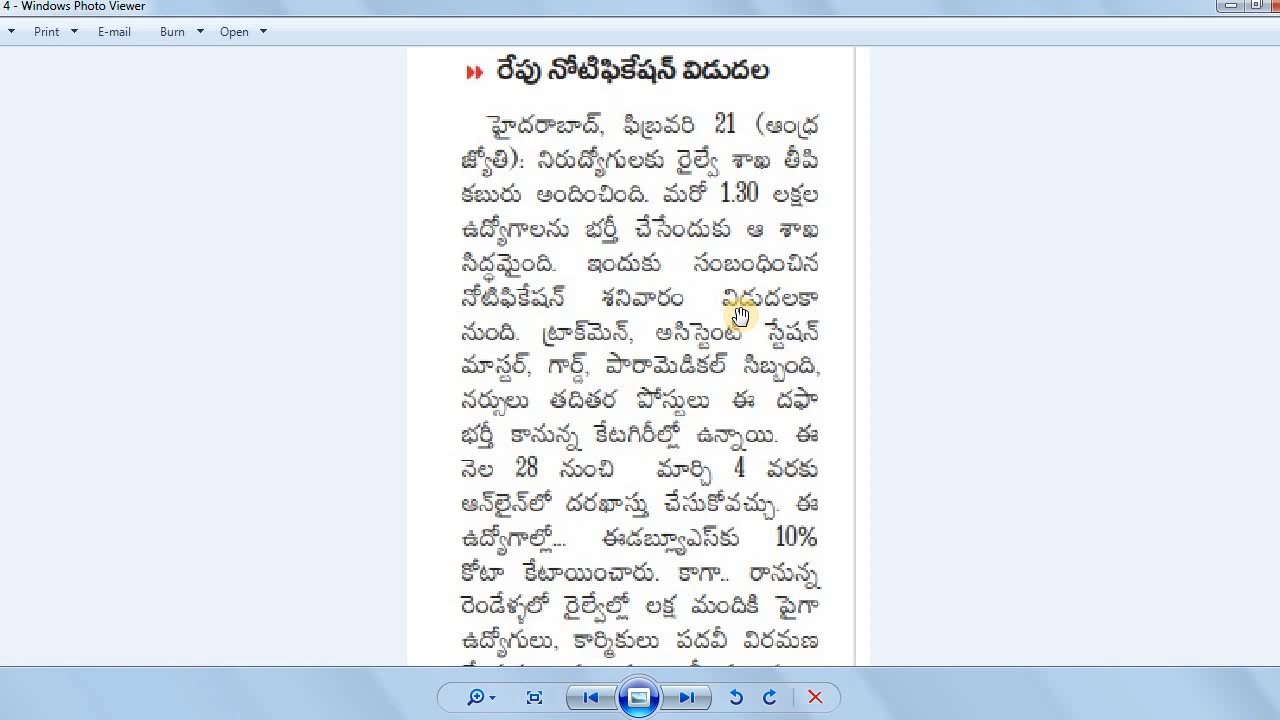 4 - Windows Photo Viewer
Print E-mail Burn Open
రేపు నోటిఫికేషన్ విడుదల
హైదరాబాద్, ఫిబ్రవరి 21 (ఆంధ్ర
జ్యోతి): నిరుద్యోగులకు రైల్వే శాఖ తీపి
కబురు అందించింది. మరో 1.30 లక్షల
ఉద్యోగాలను భర్తీ చేసేందుకు ఆ శాఖ
సిద్ధమైంది. ఇందుకు సంబంధించిన
నోటిఫికేషన్ శనివారం విడుదలకా
నుంది. ట్రాక్‌మెన్, అసిస్టెంట్ స్టేషన్
మాస్టర్, గార్డ్, పారామెడికల్ సిబ్బంది,
నర్సులు తదితర పోస్టులు ఈ దఫా
భర్తీ కానున్న కేటగిరీల్లో ఉన్నాయి. ఈ
నెల 28 నుంచి మార్చి 4 వరకు
ఆన్‌లైన్‌లో దరఖాస్తు చేసుకోవచ్చు. ఈ
ఉద్యోగాల్లో... ఈడబ్ల్యూఎస్‌కు 10%
కోటా కేటాయించారు. కాగా.. రానున్న
రెండేళ్ళలో రైల్వేల్లో లక్ష మందికి పైగా
ఉద్యోగులు, కార్మికులు పదవీ విరమణ